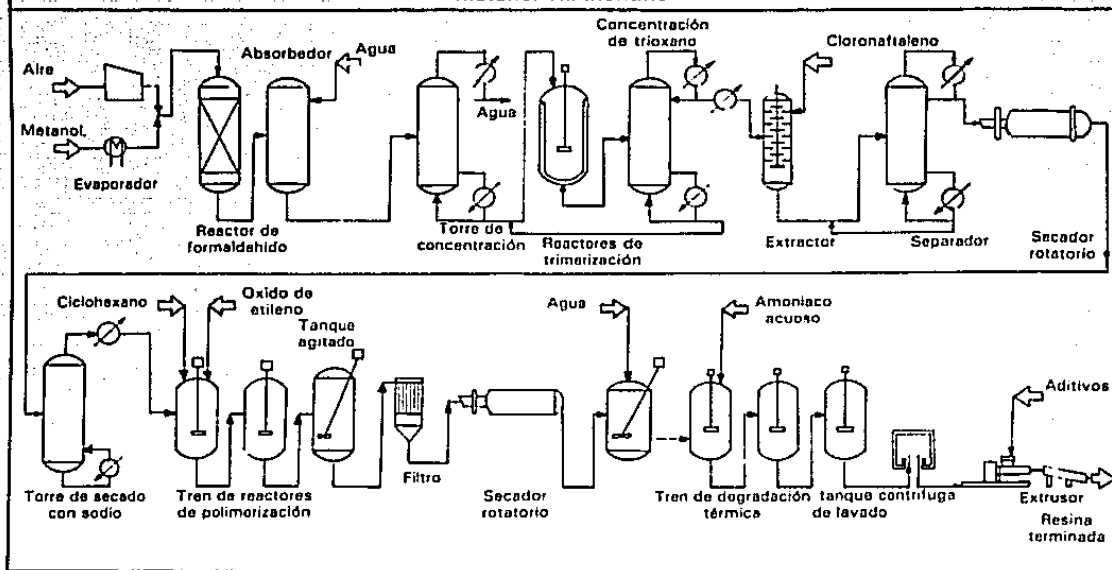 Concentración
de trioxano
Cloronaftaleno
Absorbedor
Agua
Aire
Metanol
Agua
Evaporador
Reactor de
formaldehido
Torre de
concentración
Reactores de
trimerización
Extractor
Separador
Secador
rotatorio
Ciclohexano
Oxido de
etileno
Tanque
agitado
Agua
Amoniaco
acuoso
Aditivos
Filtro
Torre de secado
con sodio
Tren de reactores
de polimerización
Secador
rotatorio
Tren de degradación
térmica
tanque
de lavado
contrifuga
Extrusor
Resina
terminada